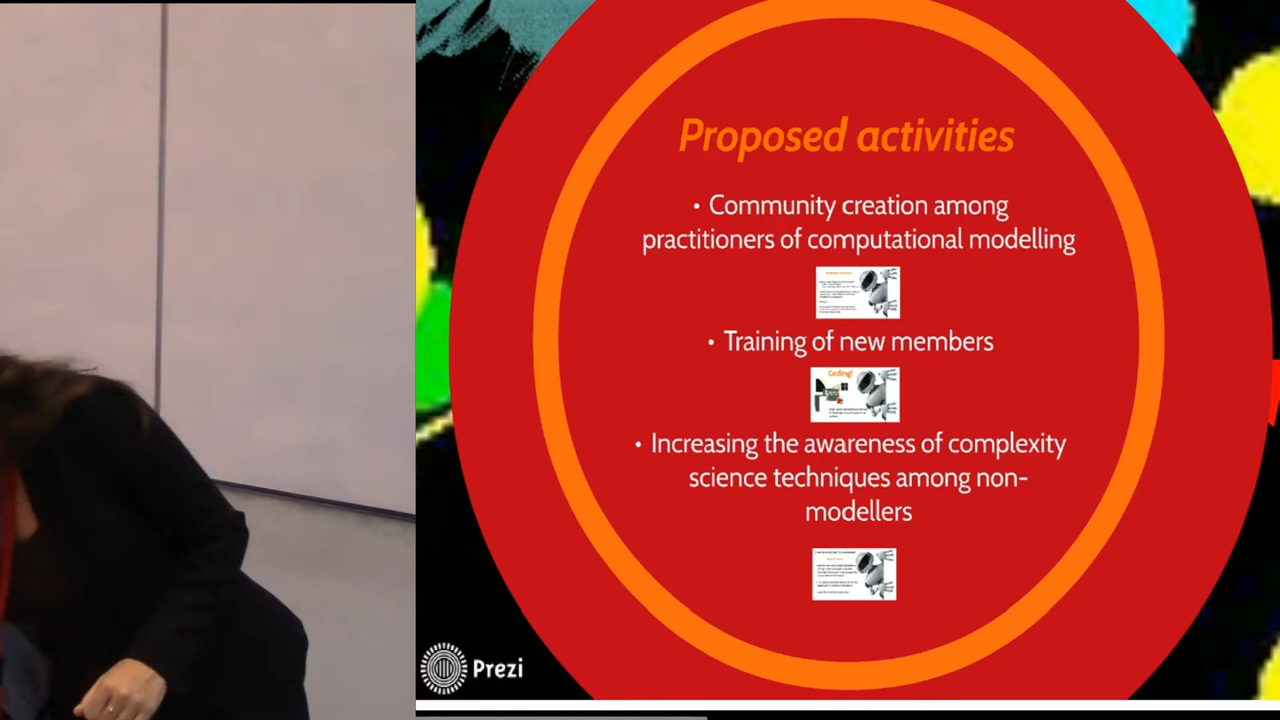 Proposed activities
• Community creation among
practitioners of computational modelling
• Training of new members
Coding!
• Increasing the awareness of complexity
science techniques among non-
modellers
Prezi